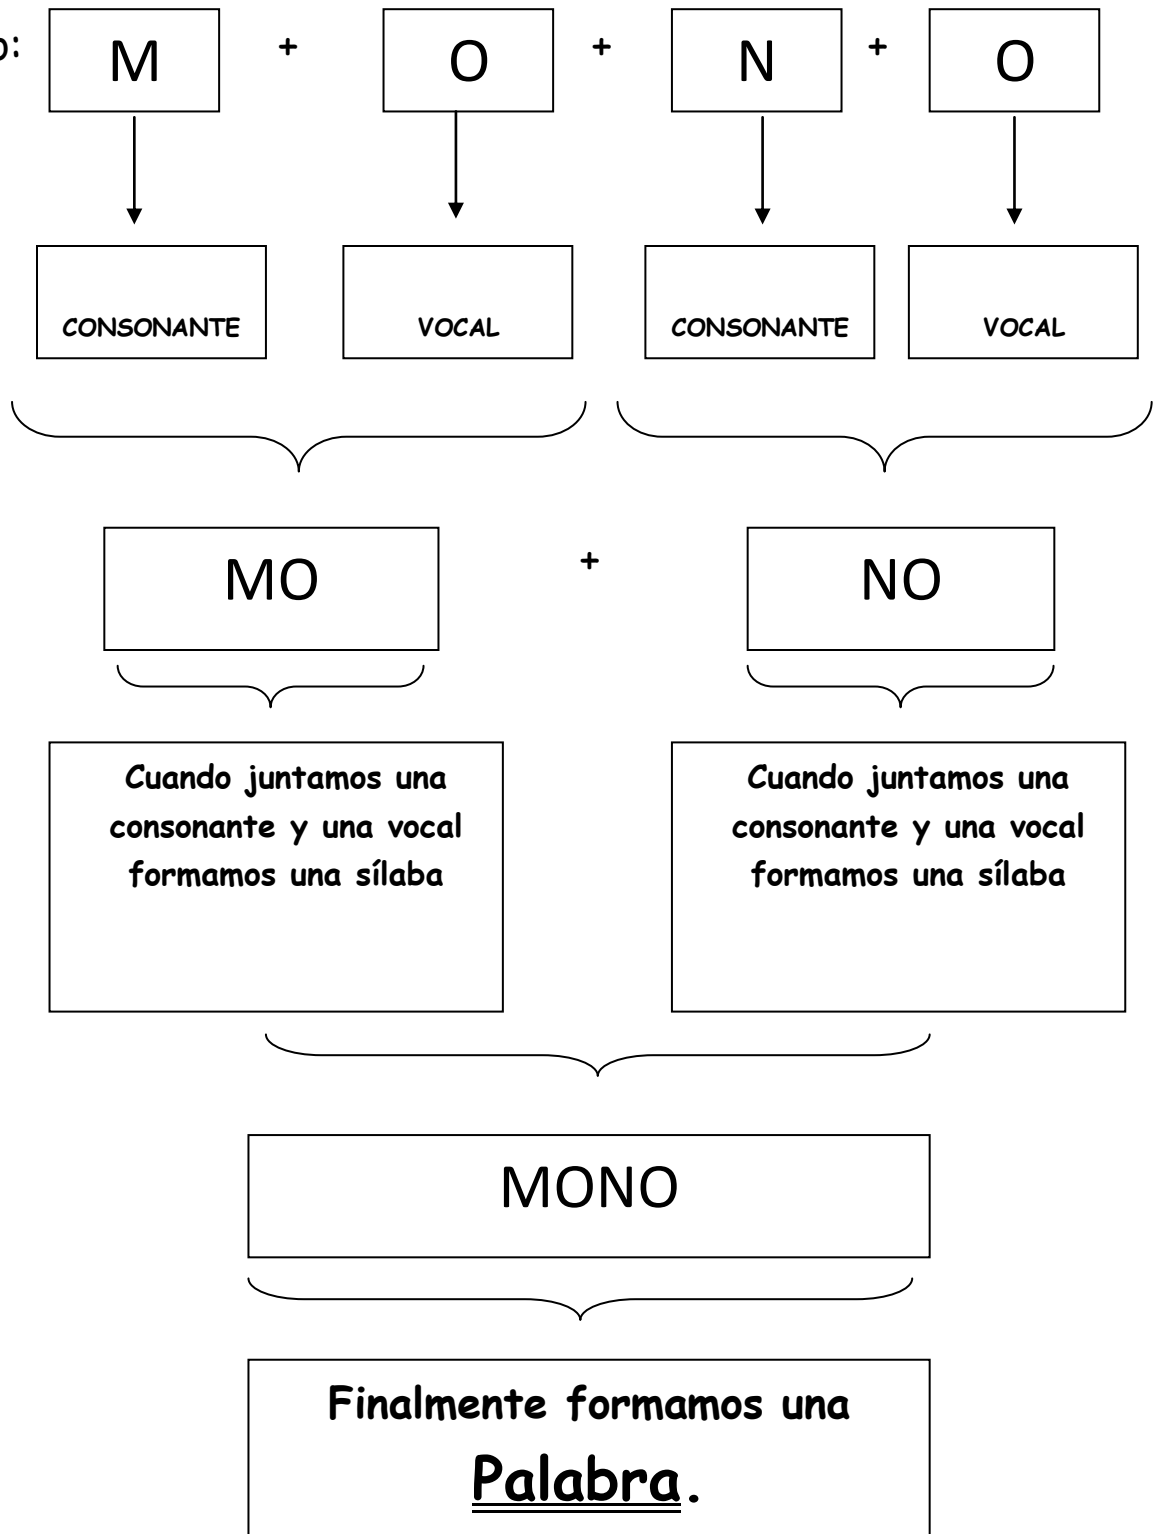 M + O + N + O
CONSONANTE VOCAL CONSONANTE VOCAL
MO + NO
Cuando juntamos una
consonante y una vocal
formamos una sílaba
Cuando juntamos una
consonante y una vocal
formamos una sílaba
MONO
Finalmente formamos una
Palabra.